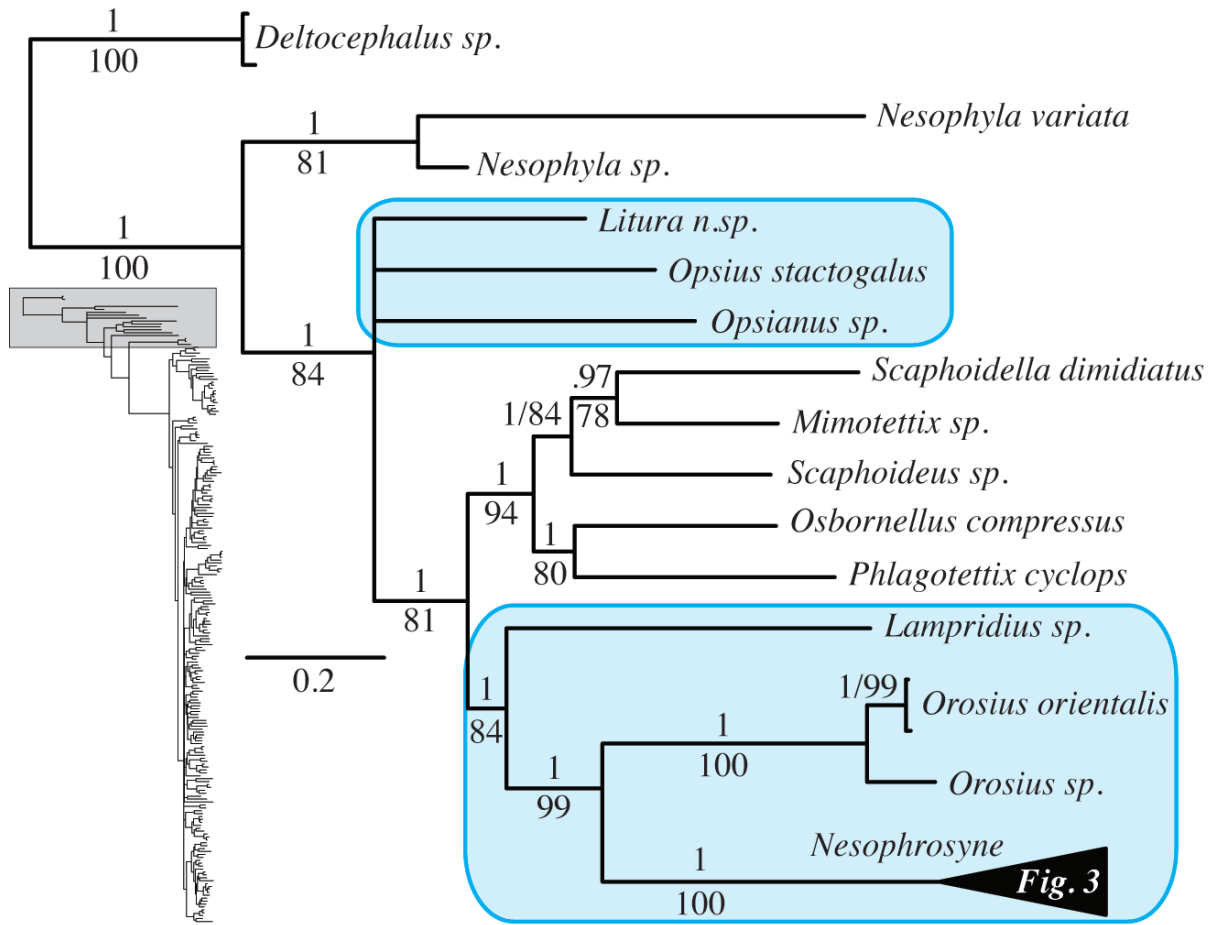 1
Deltocephalus sp.
100
Nesophyla variata
1
81
Nesophyla sp.
Litura n.sp.
1
100
Opsius stactogalus
Opsianus sp.
1
84
.97
Scaphoidella dimidiatus
1/84
78
Mimotettix sp.
1
Scaphoideus sp.
94
Osbornellus compressus
1
80
Phlagotettix cyclops
1
81
Lampridius sp.
0.2
1
1/99
Orosius orientalis
84
1
100
Orosius sp.
1
99
Nesophrosyne
1
Fig. 3
100